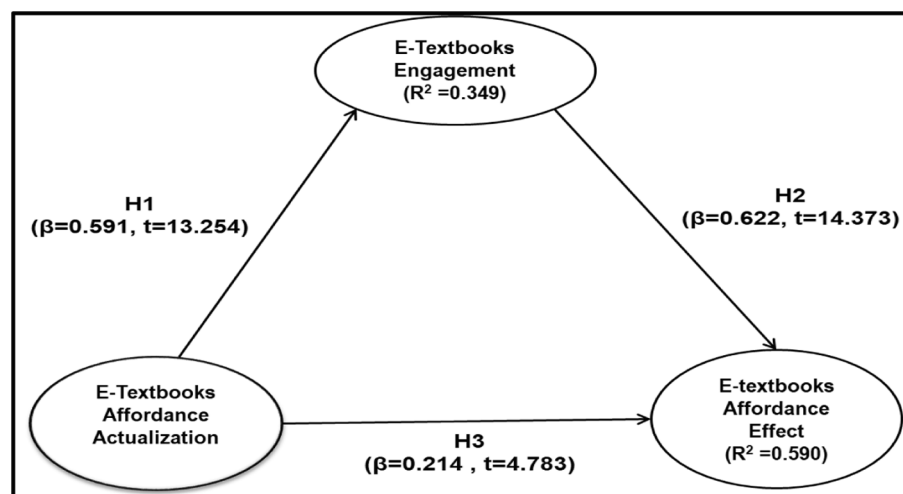 E-Textbooks
Engagement
(R² =0.349)
H1
(β=0.591, t=13.254)
H2
(β=0.622, t=14.373)
E-Textbooks
Affordance
Actualization
H3
(β=0.214 , t=4.783)
E-textbooks
Affordance
Effect
(R² =0.590)